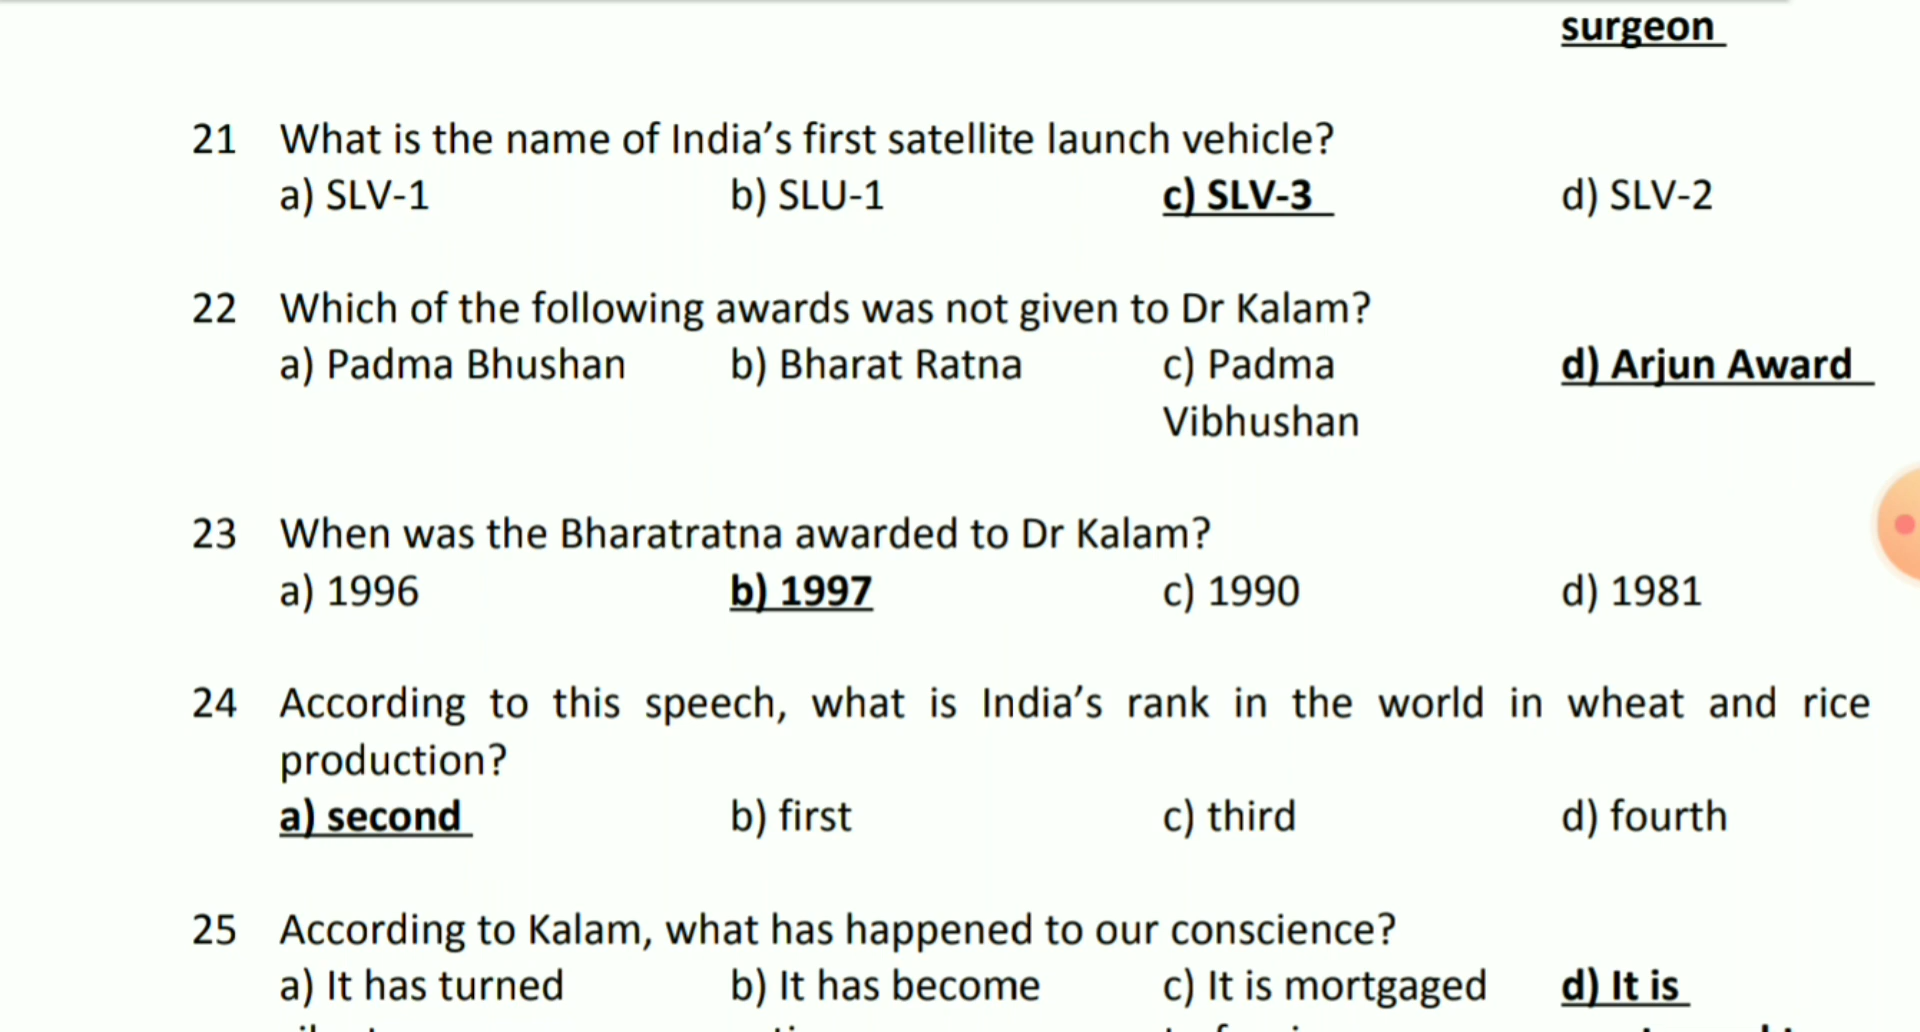 surgeon
21 What is the name of India’s first satellite launch vehicle?
a) SLV-1 b) SLU-1 c) SLV-3 d) SLV-2
22 Which of the following awards was not given to Dr Kalam?
a) Padma Bhushan b) Bharat Ratna c) Padma d) Arjun Award
Vibhushan
23 When was the Bharatratna awarded to Dr Kalam?
a) 1996 b) 1997 c) 1990 d) 1981
24 According to this speech, what is India’s rank in the world in wheat and rice
production?
a) second b) first c) third d) fourth
25 According to Kalam, what has happened to our conscience?
a) It has turned b) It has become c) It is mortgaged d) It is